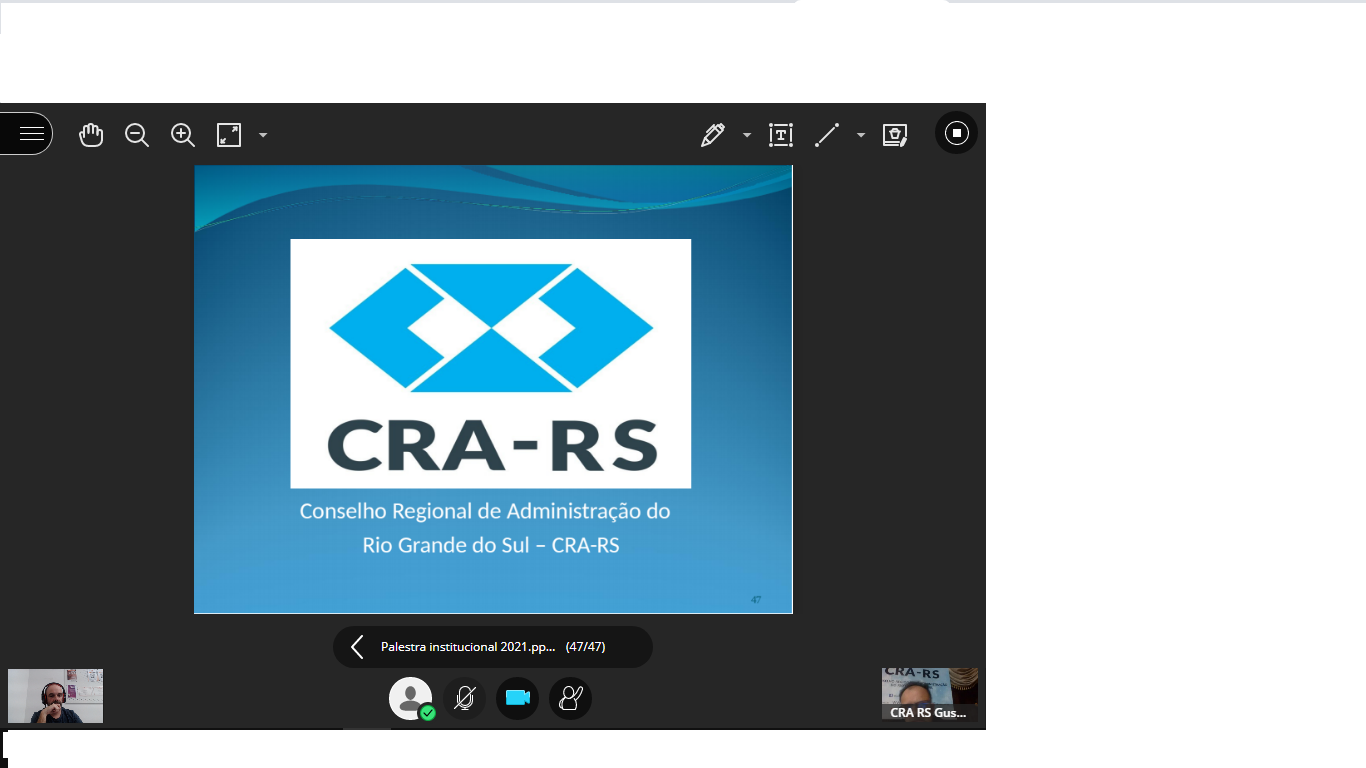 T
CRA-RS
Conselho Regional de Administração do
Rio Grande do Sul – CRA-RS
47
Palestra institucional 2021.pp... (47/47)
CRA RS
CRA RS Gus...